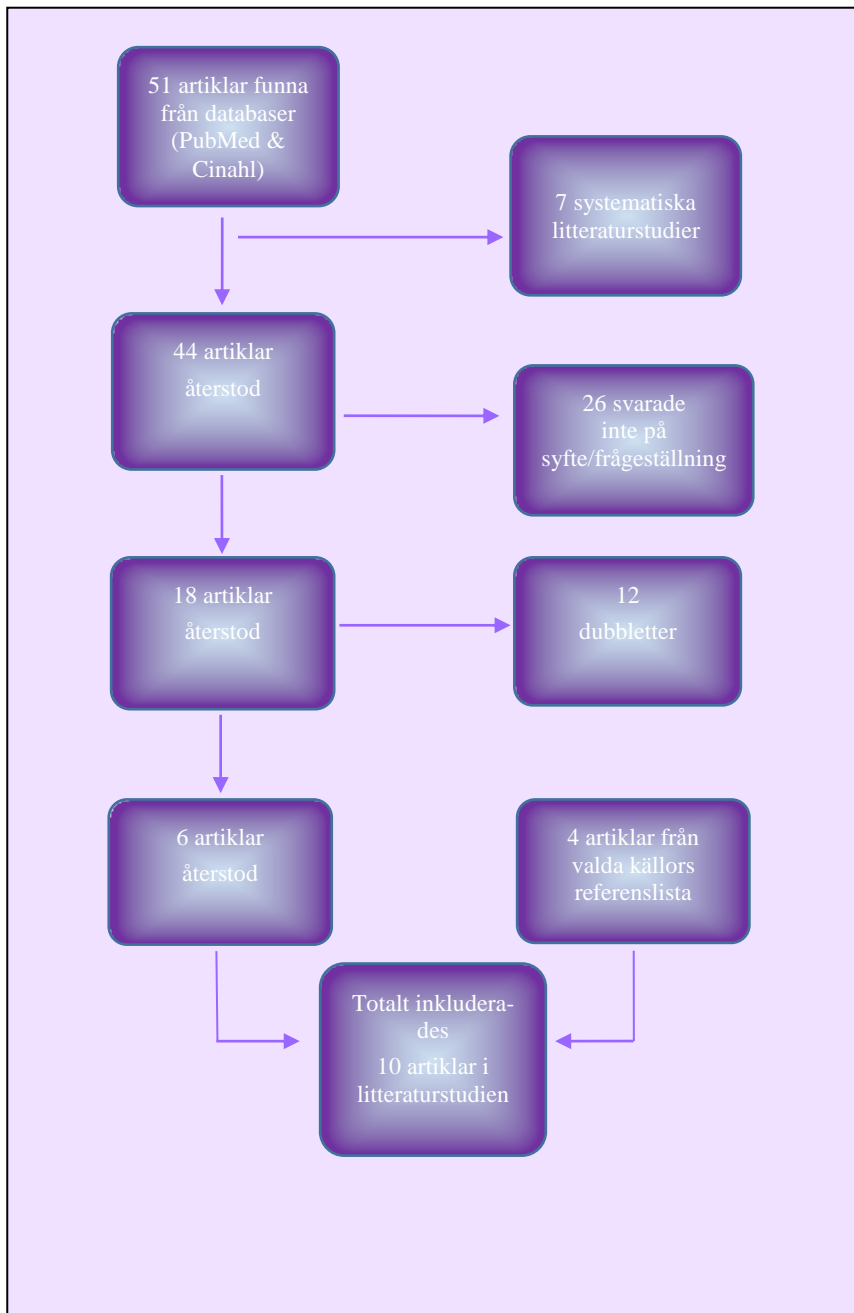 51 artiklar funna
från databaser
(PubMed &
Cinahl)
7 systematiska
litteraturstudier
44 artiklar
återstod
26 svarade
inte på
syfte/frågeställning
18 artiklar
återstod
12
dubbletter
6 artiklar
återstod
4 artiklar från
valda källors
referenslista
Totalt inkludera-
des
10 artiklar i
litteraturstudien